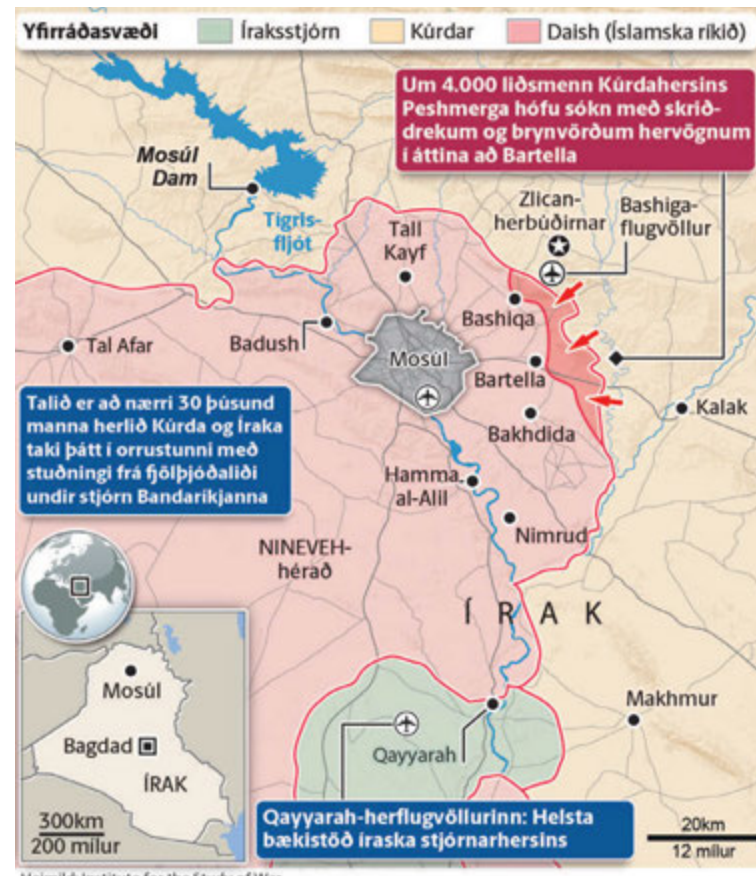 Yfirráðasvæði
Íraksstjórn
Kúrdar
Daish (Íslamska ríkið)
Um 4.000 liðsmenn Kúrdahersins
Peshmerga hófu sókn með skrið-
drekum og brynvörðum hervögnum
í áttina að Bartella
Mosúl
Dam
Tigris-
fljót
Zlican-
herbúðirnar
Bashiga-
flugvöllur
Tall
Kayf
Bashiqa
Badush
Tal Afar
Mosúl
Bartella
Kalak
Bakhdida
Talið er að nærri 30 þúsund
manna herlið Kúrda og Íraka
taki þátt í orrustunni með
stuðningi frá fjölþjóðaliði
undir stjórn Bandaríkjanna
Hamma
al-Alil
Nimrud
NINEVEH-
hérað
ÍRAK
Mosúl
Bagdad
ÍRAK
300km
200 mílur
Makhmur
Qayyarah
Qayyarah-herflugvöllurinn: Helsta
bækistöð íraska stjórnarhersins
20km
12 mílur